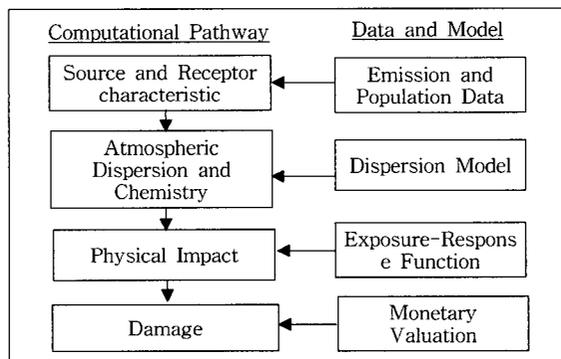 Computational Pathway
Data and Model
Source and Receptor
characteristic
Emission and
Population Data
Atmospheric
Dispersion and
Chemistry
Dispersion Model
Physical Impact
Exposure-Respons
e Function
Damage
Monetary
Valuation